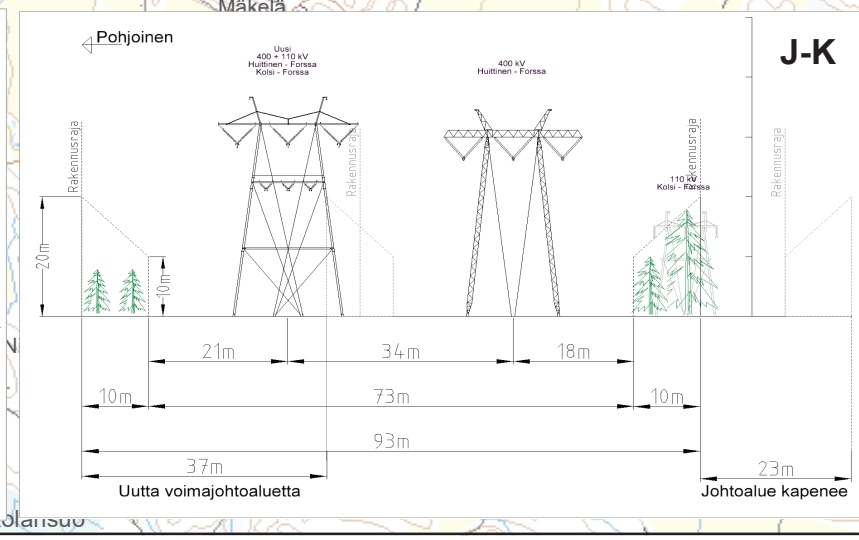 Mäkelä
Pohjoinen
J-K
Uusi
400 + 110 kV
Huittinen - Forssa
Kolsi - Forssa
400 kV
Huittinen - Forssa
Rakennusraja
Rakennusraja
Rakennusraja
Rakennusraja
110 kV
Kolsi - Forssa
20m
10m
21m
34m
18m
10m
73m
10m
93m
37m
23m
Uutta voimajohtoaluetta
Johtoalue kapenee